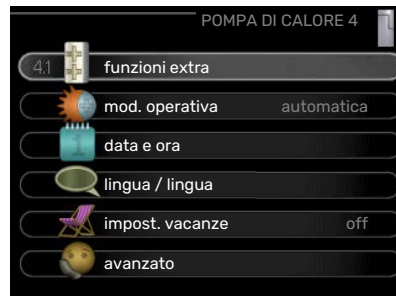 POMPA DI CALORE 4
4.1 funzioni extra
mod. operativa automatica
data e ora
lingua / lingua
impost. vacanze off
avanzato